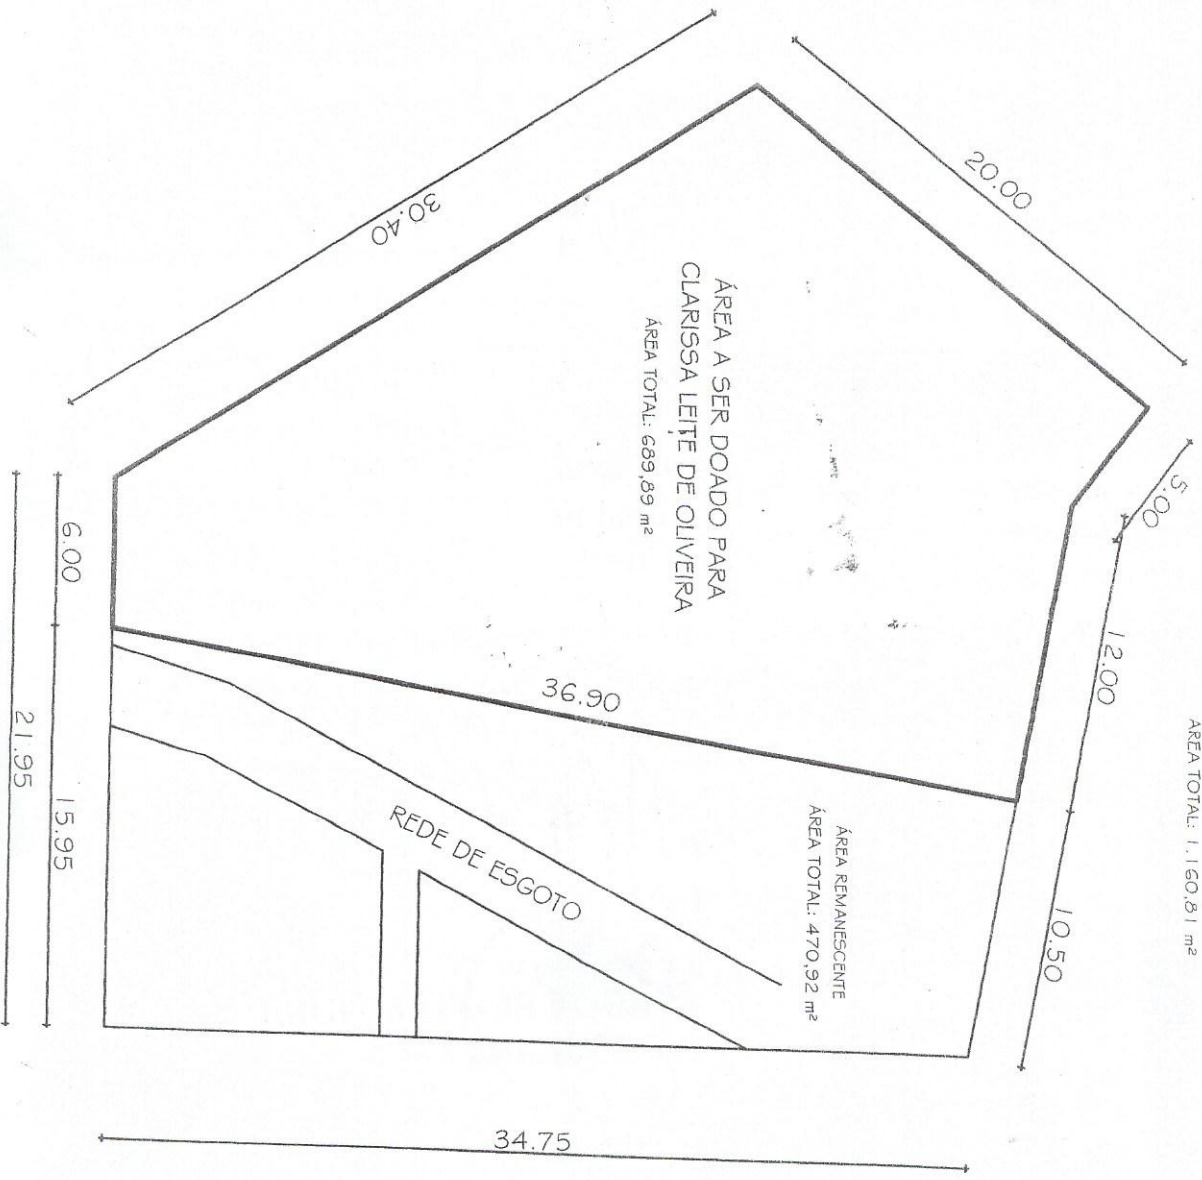 ÁREA TOTAL: 1.160.81 m²
20.00
30.40
5.00
12.00
10.50
ÁREA A SER DOADO PARA
CLARISSA LEITE DE OLIVEIRA
ÁREA TOTAL: 689,89 m²
36.90
ÁREA REMANESCENTE
ÁREA TOTAL: 470,92 m²
REDE DE ESGOTO
6.00
15.95
21.95
34.75